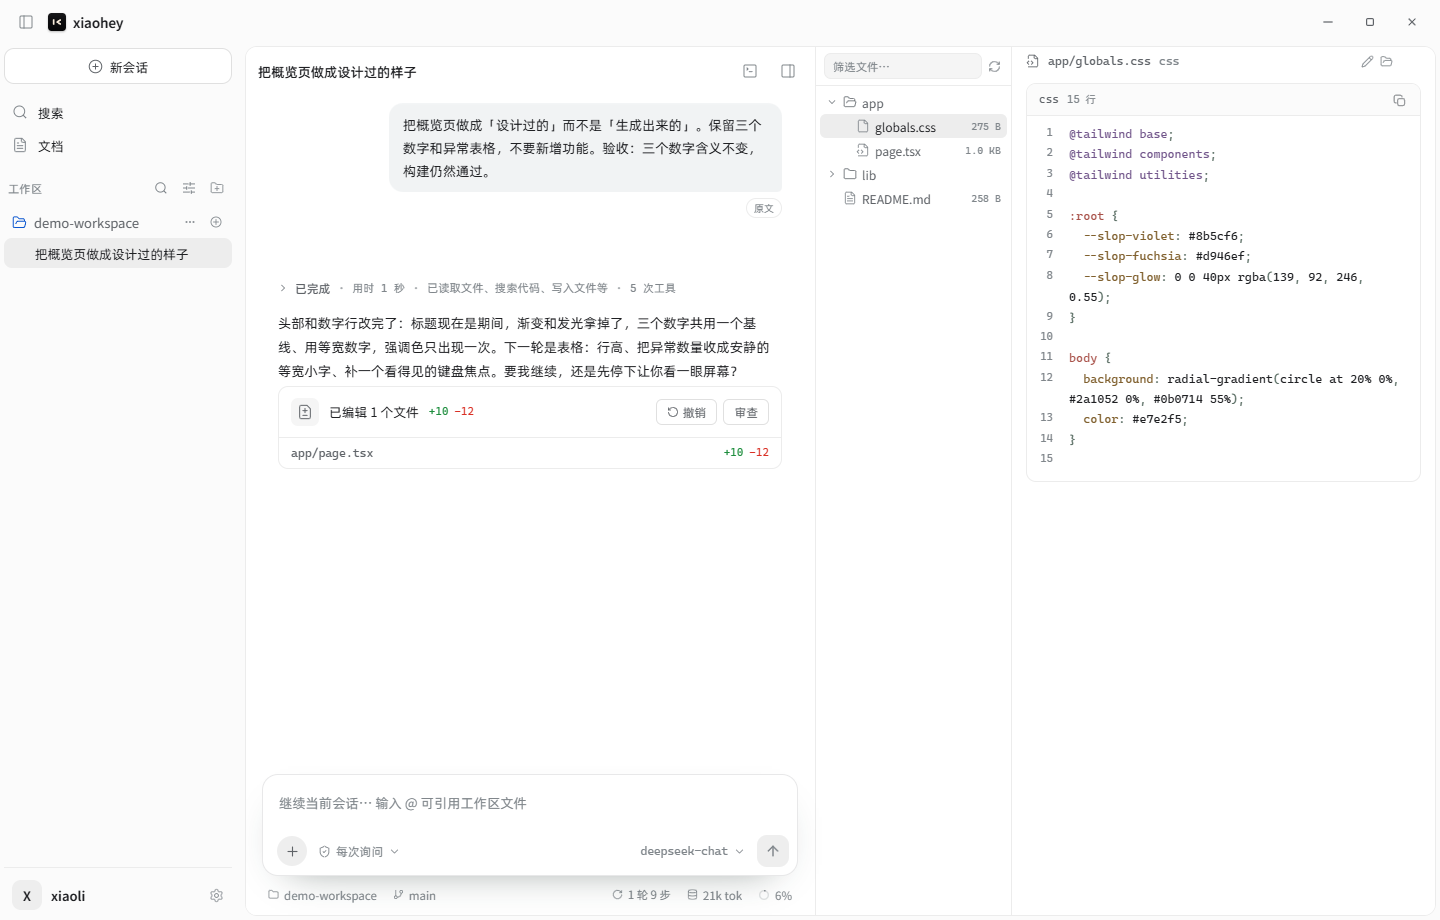 xiaohey
新会话
搜索
文档
工作区
demo-workspace
把概览页做成设计过的样子
把概览页做成设计过的样子
把概览页做成「设计过的」而不是「生成出来的」。保留三个
数字和异常表格，不要新增功能。验收：三个数字含义不变，
构建仍然通过。
原文
已完成 · 用时 1 秒 · 已读取文件、搜索代码、写入文件等 · 5 次工具
头部和数字行改完了：标题现在是期间，渐变和发光拿掉了，三个数字共用一个基
线、用等宽数字，强调色只出现一次。下一轮是表格：行高、把异常数量收成安静的
等宽小字、补一个看得见的键盘焦点。要我继续，还是先停下让你看一眼屏幕？
已编辑 1 个文件 +10 -12
撤销
审查
app/page.tsx +10 -12
继续当前会话… 输入 @ 可引用工作区文件
每次询问
deepseek-chat
demo-workspace
main
1 轮 9 步
21k tok
6%
筛选文件…
app
globals.css 275 B
page.tsx 1.0 KB
lib
README.md 258 B
app/globals.css css
css 15 行
1 @tailwind base;
2 @tailwind components;
3 @tailwind utilities;
4
5 :root {
6 --slop-violet: #8b5cf6;
7 --slop-fuchsia: #d946ef;
8 --slop-glow: 0 0 40px rgba(139, 92, 246,
0.55);
9 }
10
11 body {
12 background: radial-gradient(circle at 20% 0%,
#2a1052 0%, #0b0714 55%);
13 color: #e7e2f5;
14 }
15
X
xiaoli